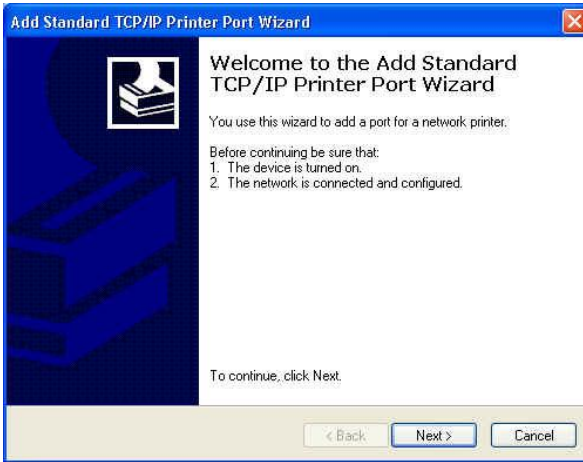 Add Standard TCP/IP Printer Port Wizard
Welcome to the Add Standard
TCP/IP Printer Port Wizard
You use this wizard to add a port for a network printer.
Before continuing be sure that:
1. The device is turned on.
2. The network is connected and configured.
To continue, click Next.
< Back
Next >
Cancel